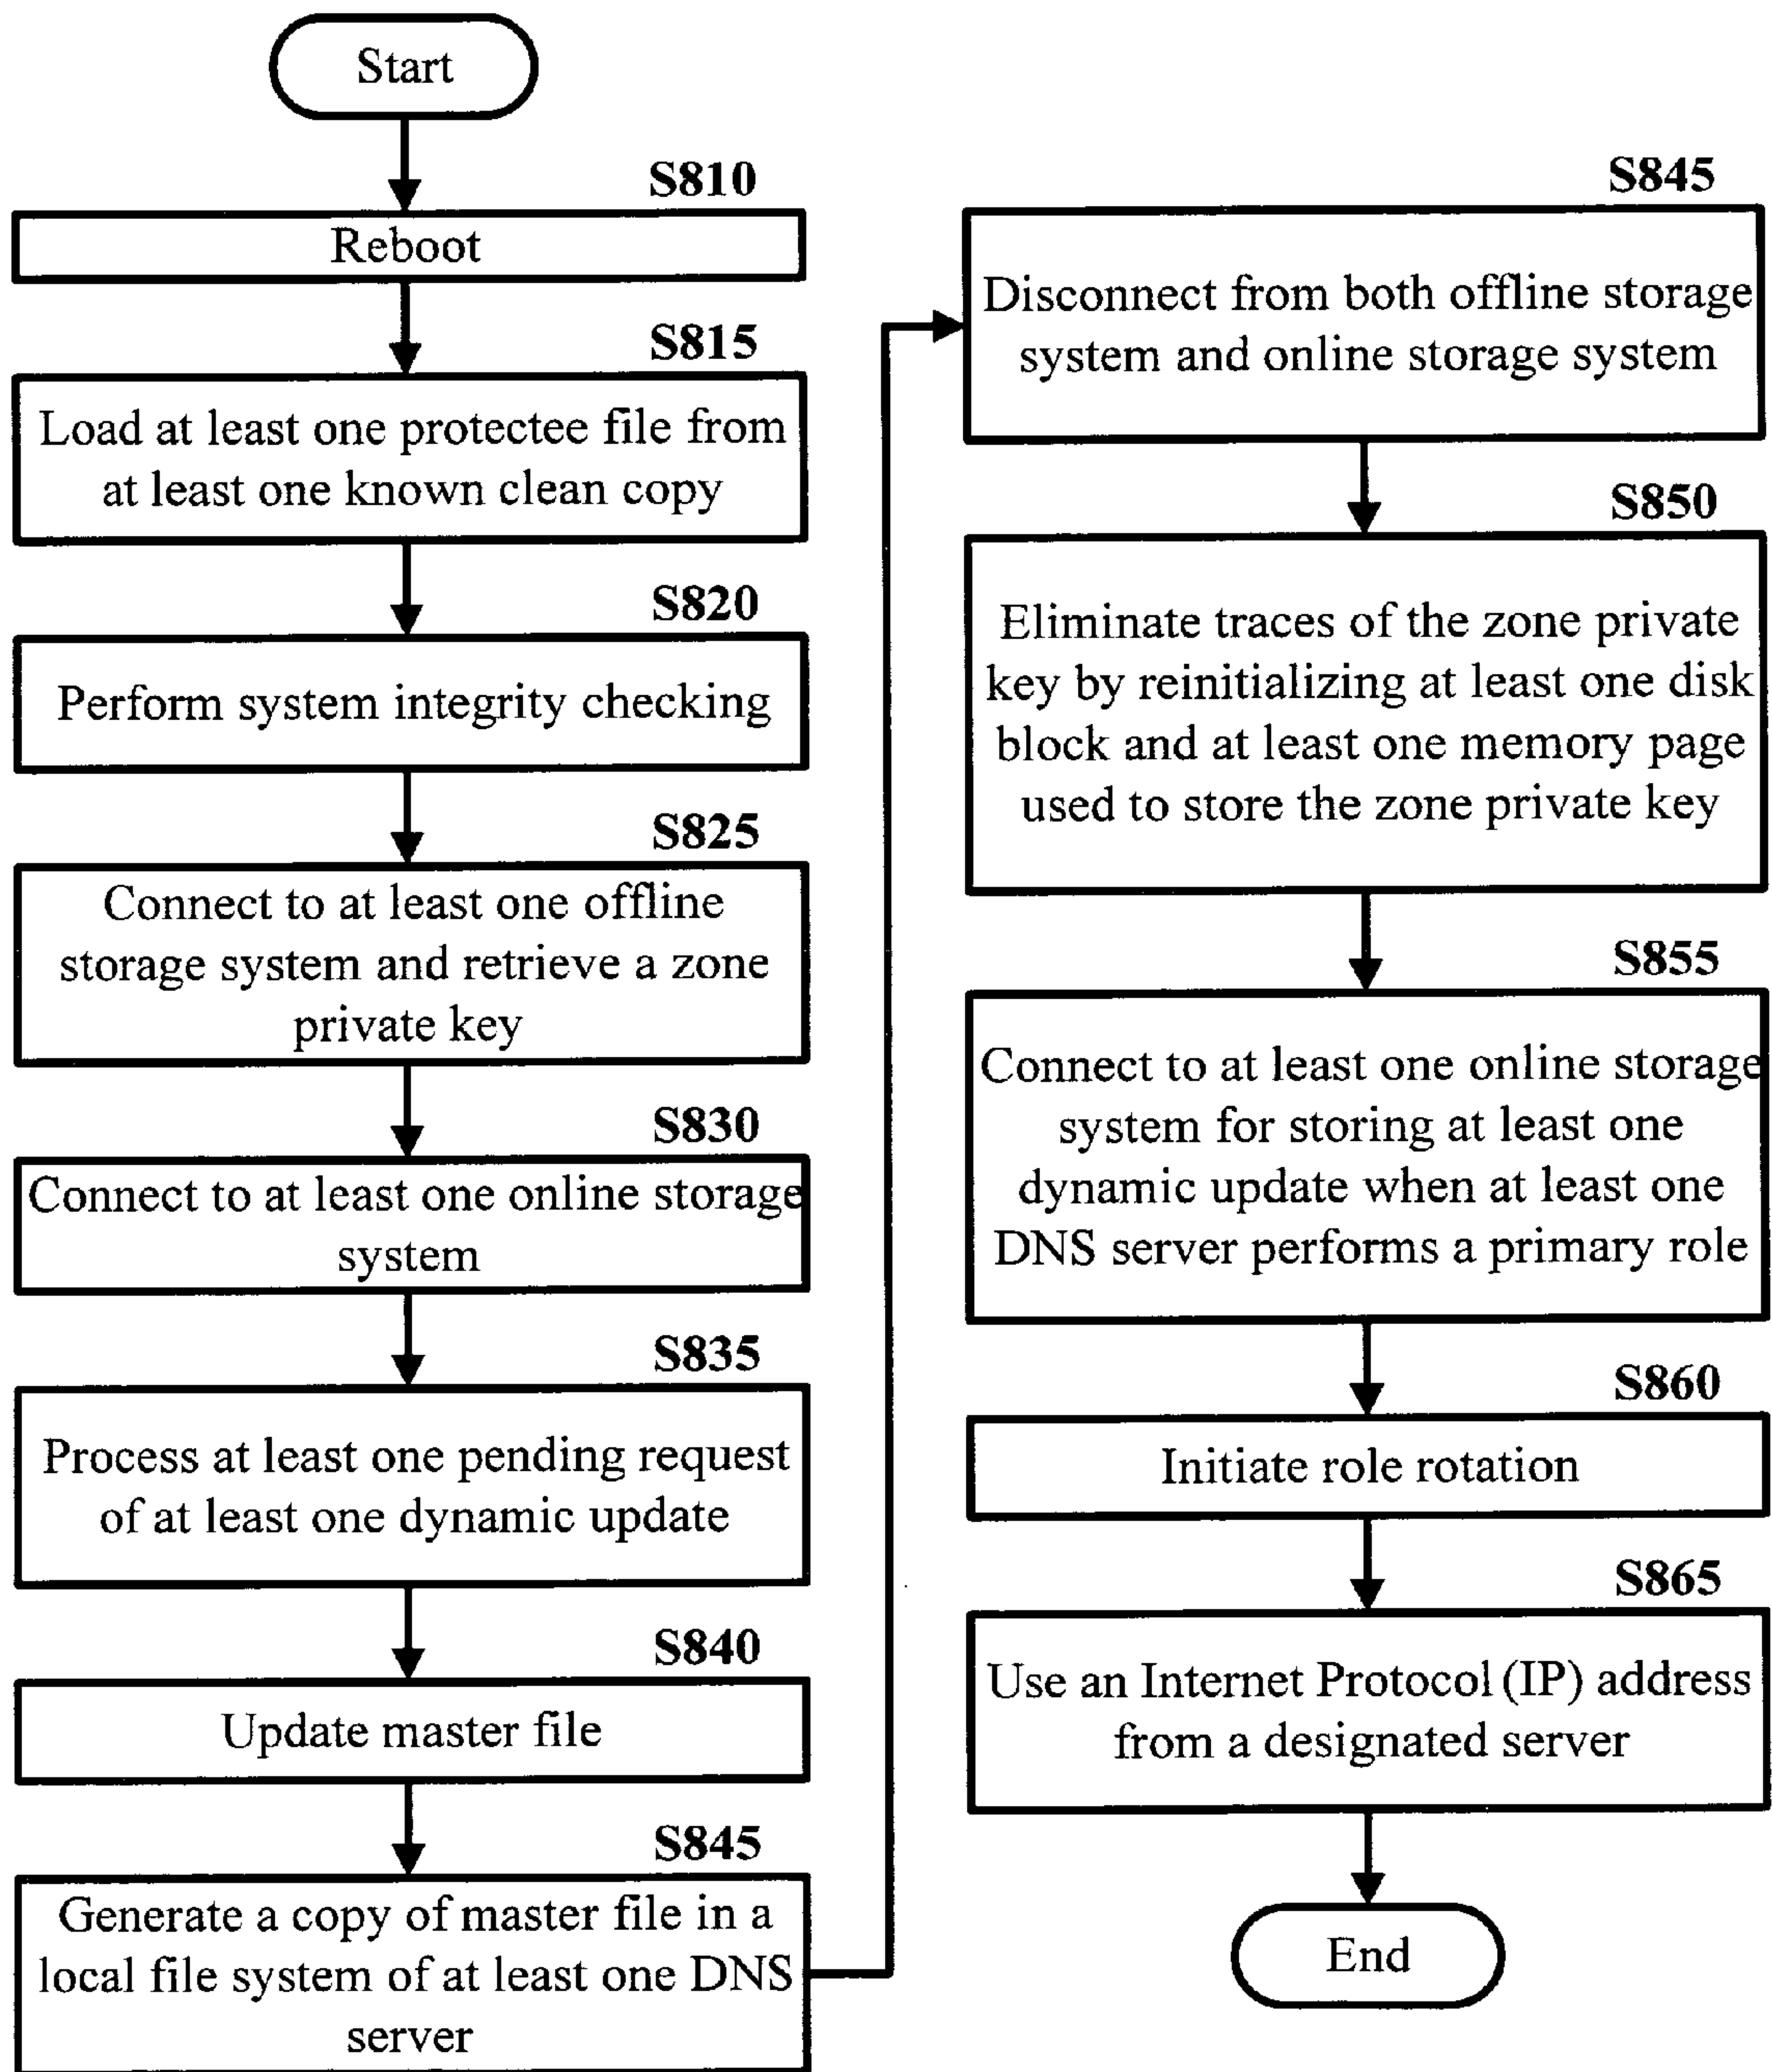 Start
S810
Reboot
S815
Load at least one protectee file from
at least one known clean copy
S820
Perform system integrity checking
S825
Connect to at least one offline
storage system and retrieve a zone
private key
S830
Connect to at least one online storage
system
S835
Process at least one pending request
of at least one dynamic update
S840
Update master file
S845
Generate a copy of master file in a
local file system of at least one DNS
server
S845
Disconnect from both offline storage
system and online storage system
S850
Eliminate traces of the zone private
key by reinitializing at least one disk
block and at least one memory page
used to store the zone private key
S855
Connect to at least one online storage
system for storing at least one
dynamic update when at least one
DNS server performs a primary role
S860
Initiate role rotation
S865
Use an Internet Protocol (IP) address
from a designated server
End